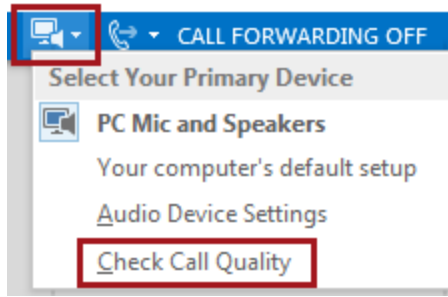 CALL FORWARDING OFF
Select Your Primary Device
PC Mic and Speakers
Your computer's default setup
Audio Device Settings
Check Call Quality